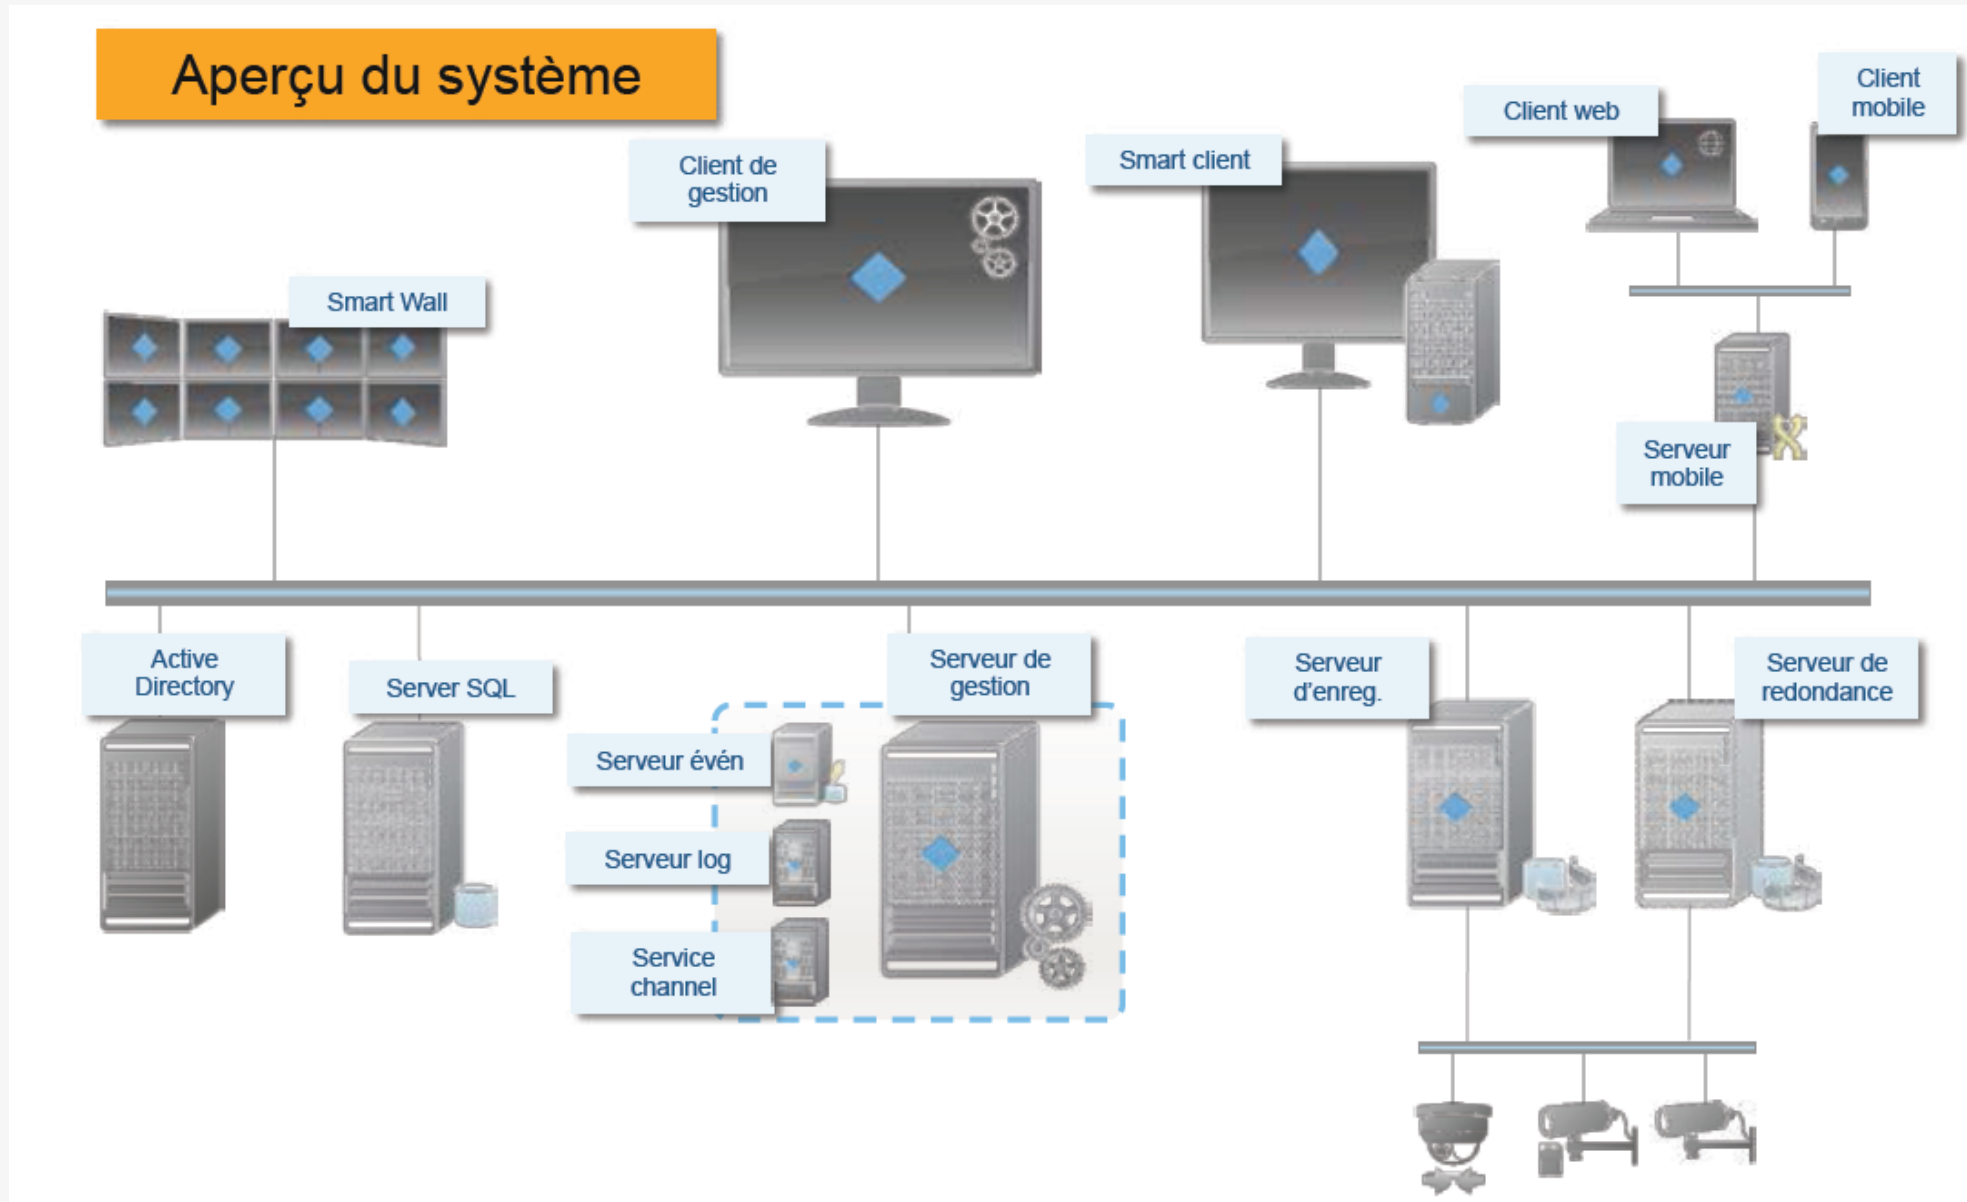 Aperçu du système
Client de
gestion
Smart client
Client web
Client
mobile
Smart Wall
Serveur
mobile
Active
Directory
Server SQL
Serveur de
gestion
Serveur
d'enreg.
Serveur de
redondance
Serveur évén
Serveur log
Service
channel